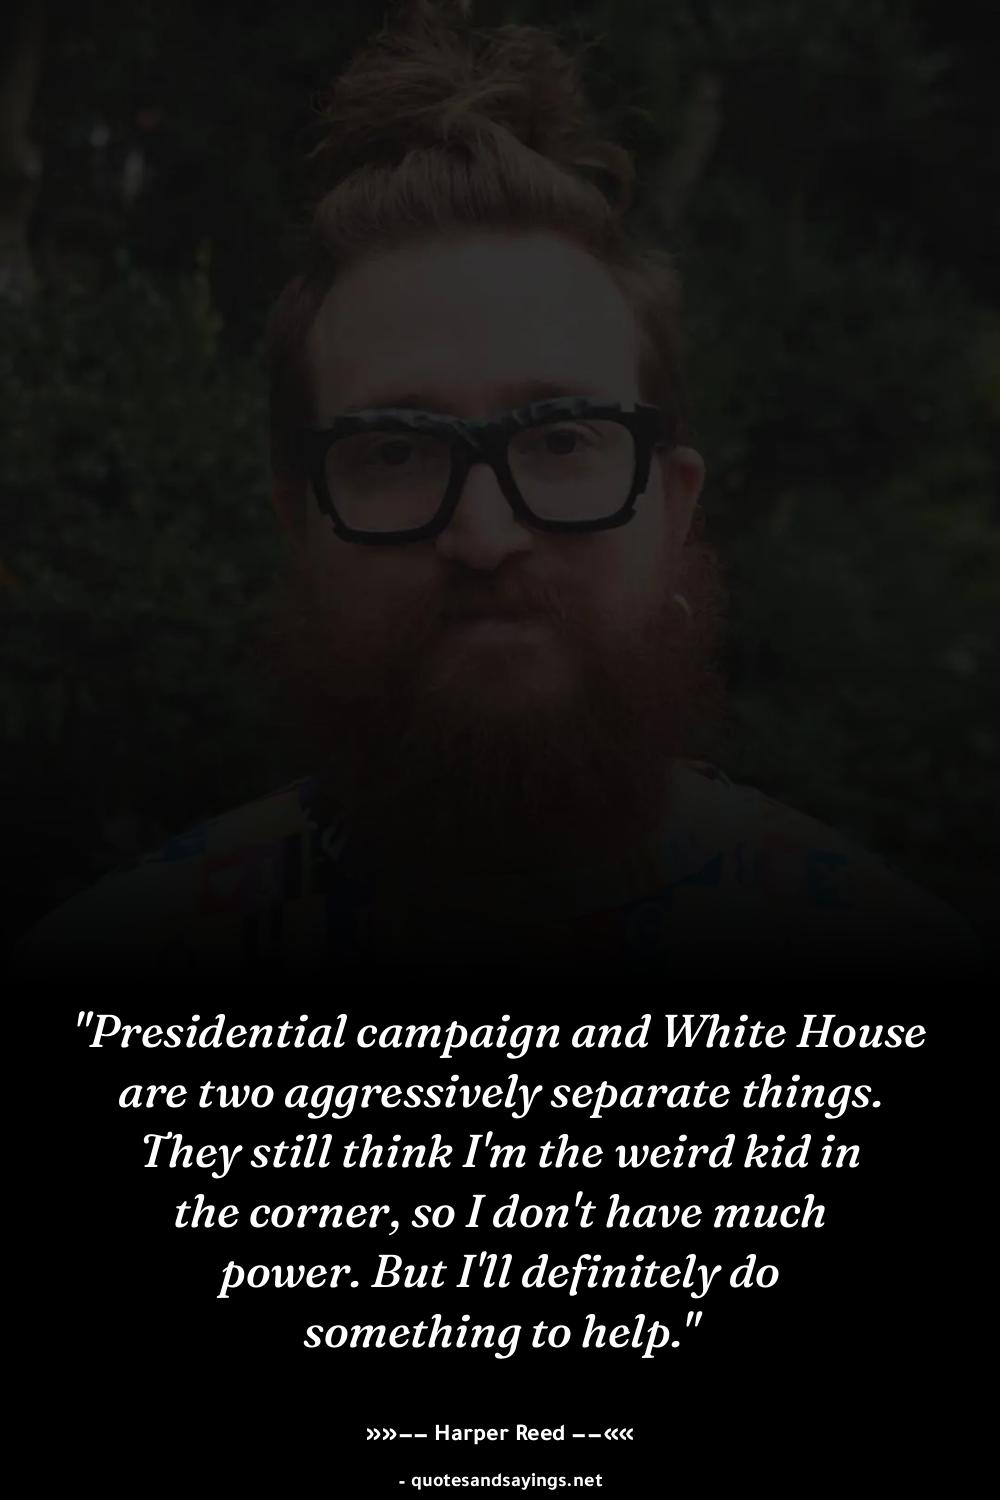 "Presidential campaign and White House
are two aggressively separate things.
They still think I'm the weird kid in
the corner, so I don't have much
power. But I'll definitely do
something to help."
»»−− Harper Reed −−««
- quotesandsayings.net